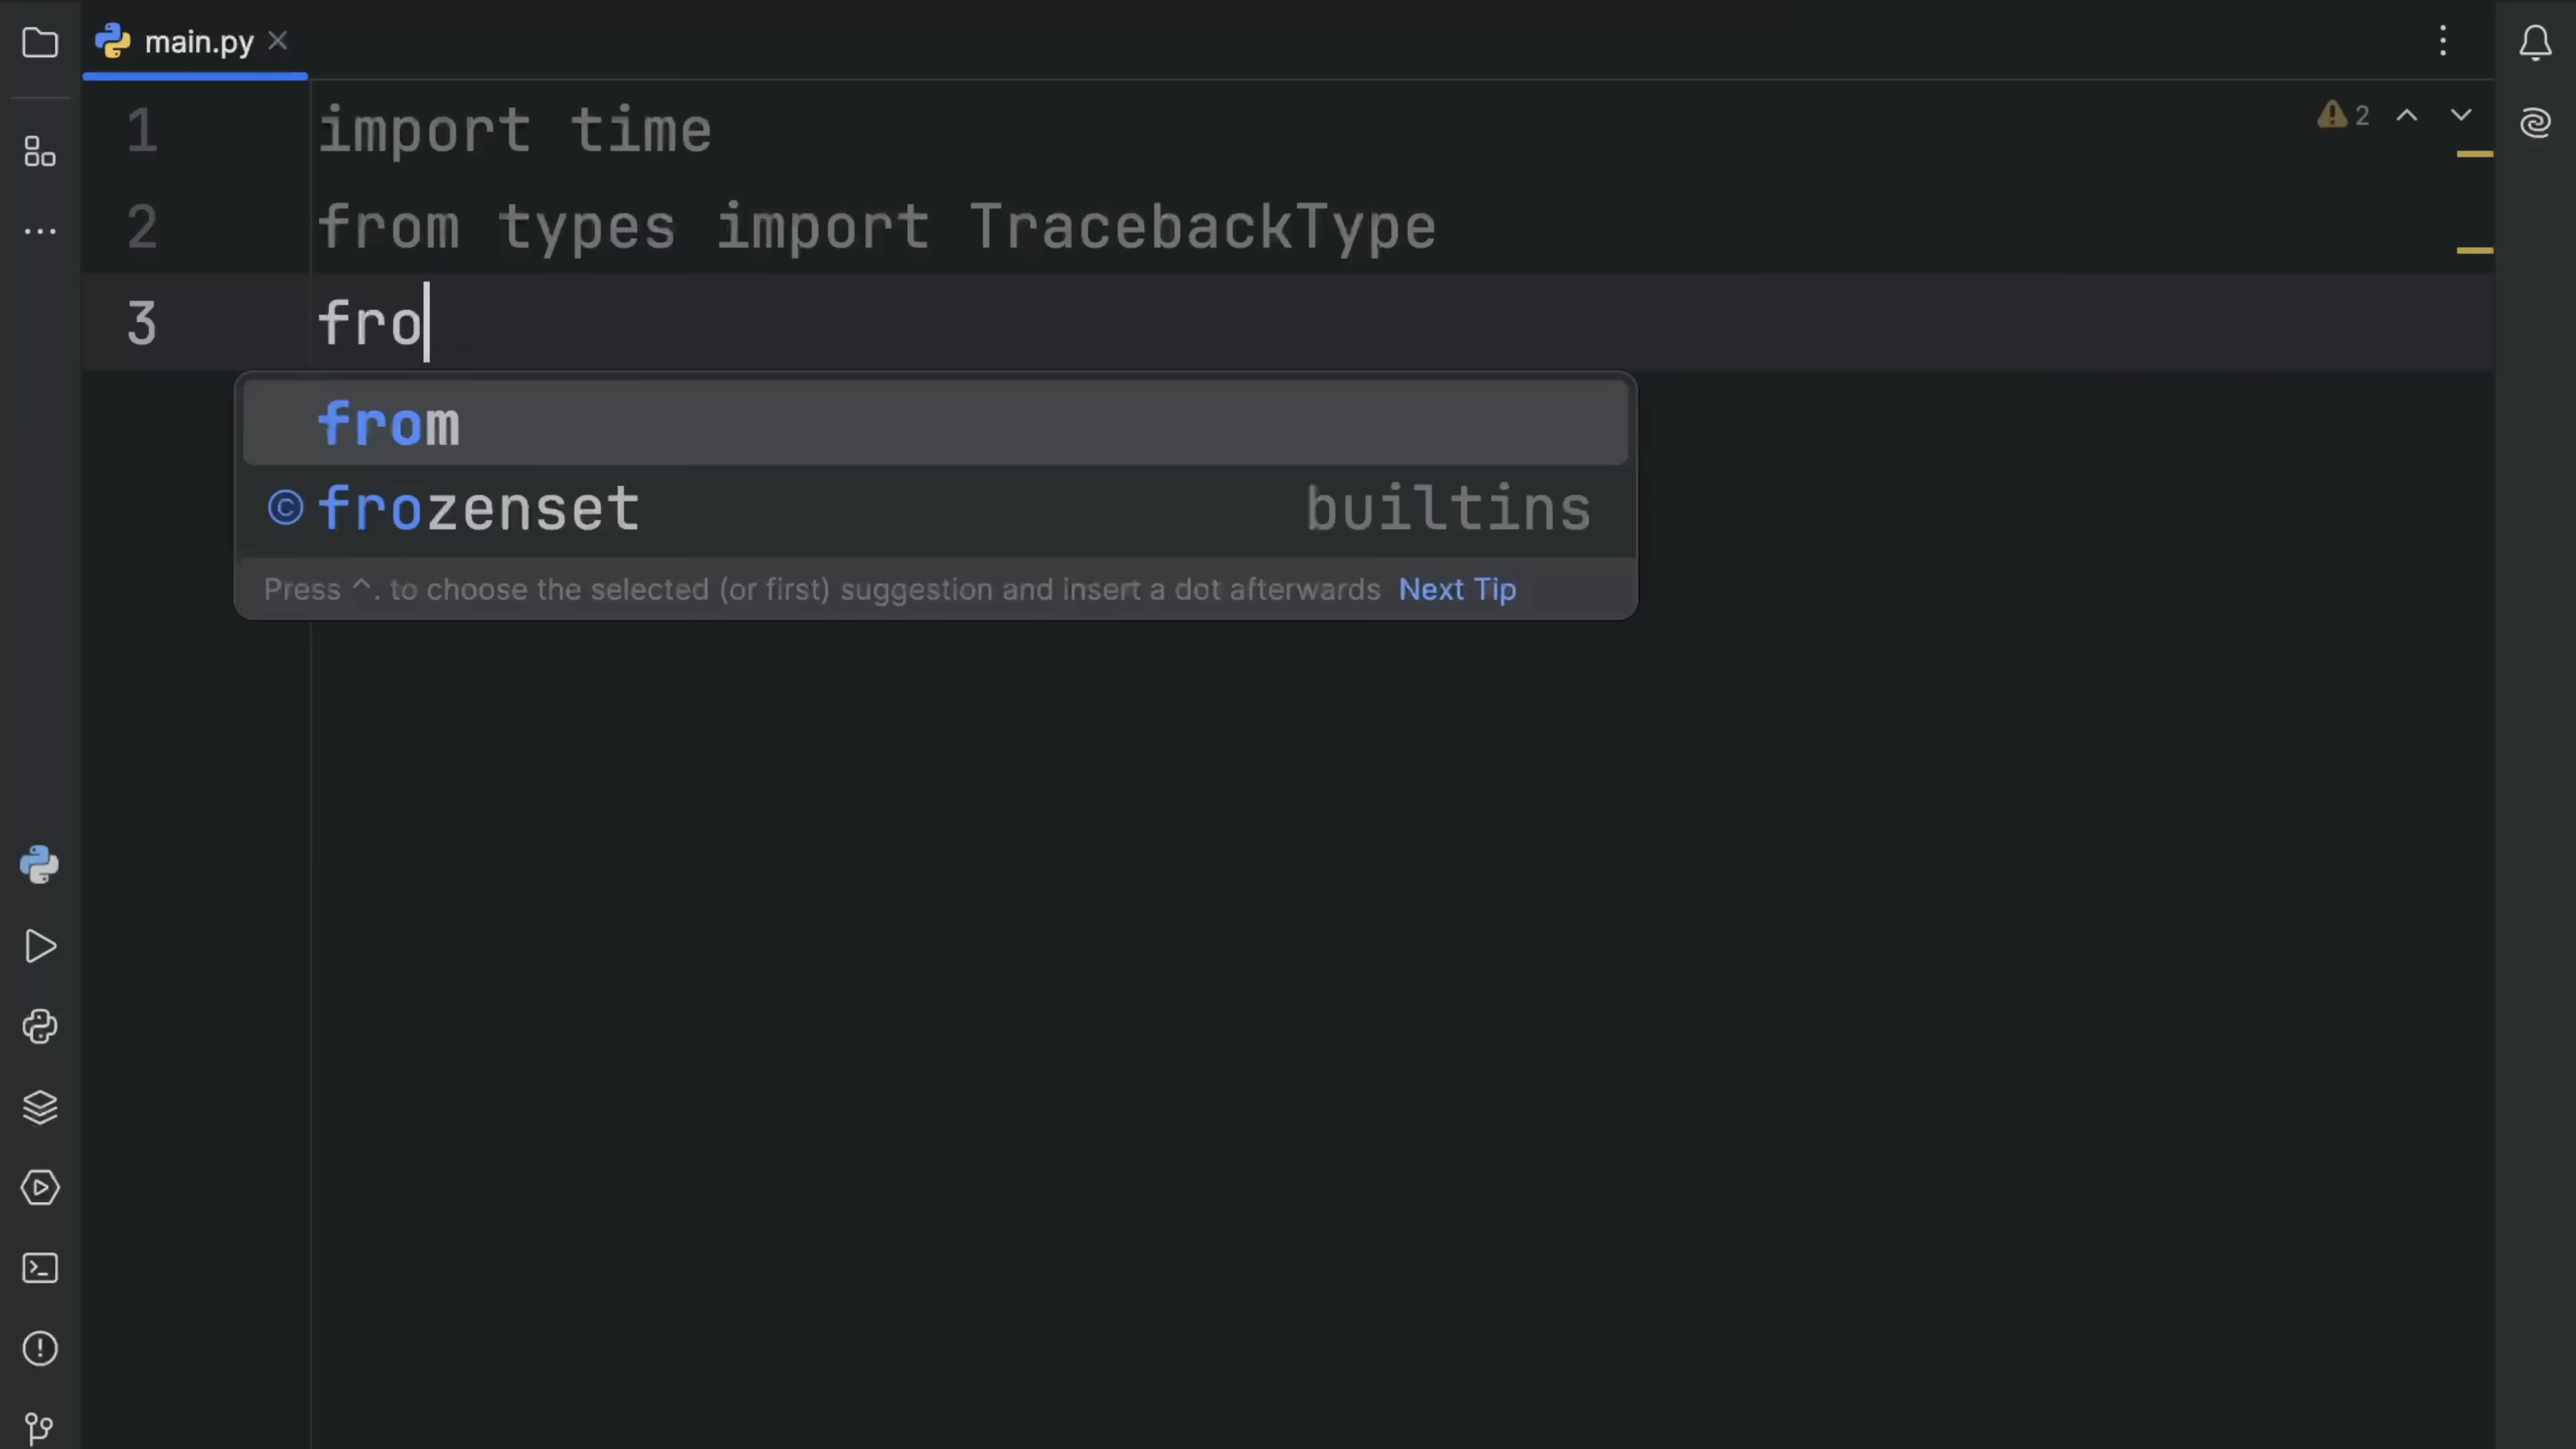 main.py
2
1 import time
2 from types import TracebackType
3 fro
from
© frozenset builtins
Press ^. to choose the selected (or first) suggestion and insert a dot afterwards Next Tip